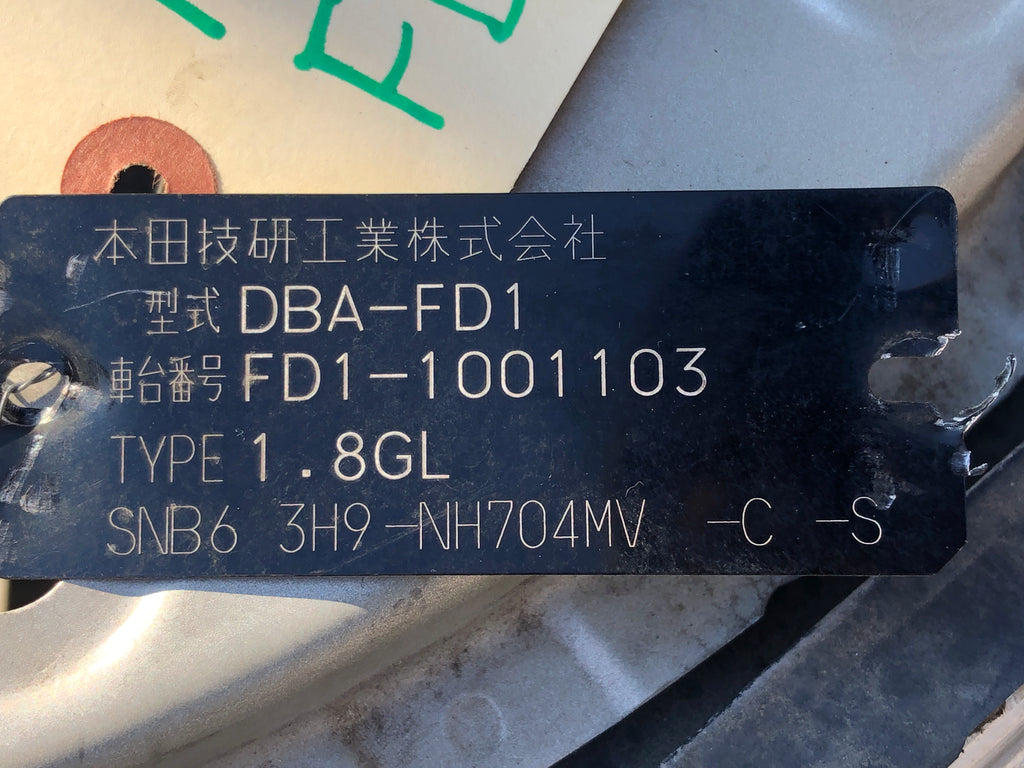 本田技研工業株式会社
型式 DBA-FD1
車台番号 FD1-1001103
TYPE 1.8GL
SNB6 3H9-NH704MV -C -S